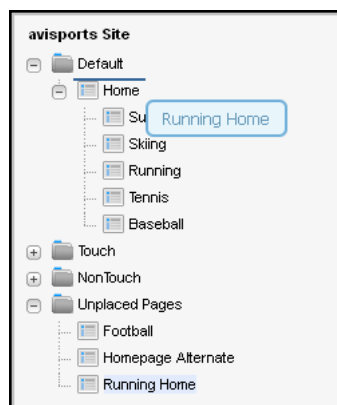 avisports Site
Default
Home
Su
Running Home
Skiing
Running
Tennis
Baseball
Touch
NonTouch
Unplaced Pages
Football
Homepage Alternate
Running Home